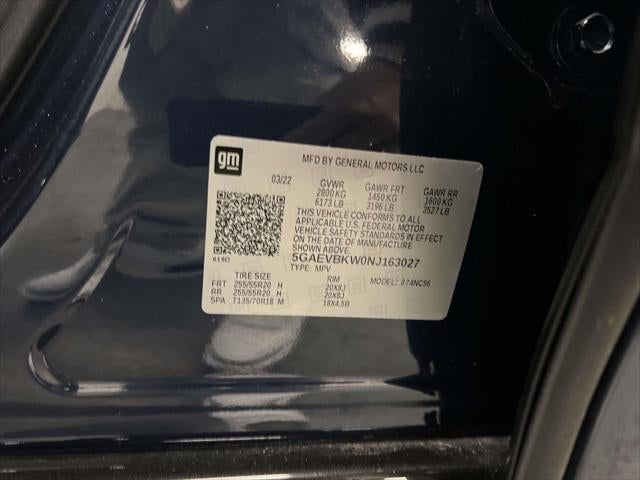 gm
MFD BY GENERAL MOTORS LLC
03/22 GVWR GAWR FRT GAWR RR
2800 KG 1450 KG 1600 KG
6173 LB 3196 LB 3527 LB
THIS VEHICLE CONFORMS TO ALL
APPLICABLE U.S. FEDERAL MOTOR
VEHICLE SAFETY STANDARDS IN EFFECT
ON THE DATE OF MANUFACTURE SHOWN ABOVE.
619D 5GAEVBKW0NJ163027
TYPE: MPV MODEL: 074NC56
TIRE SIZE RIM
FRT 255/55R20 H 20X8J
RR 255/55R20 H 20X8J
SPA T135/70R18 M 18X4.5B